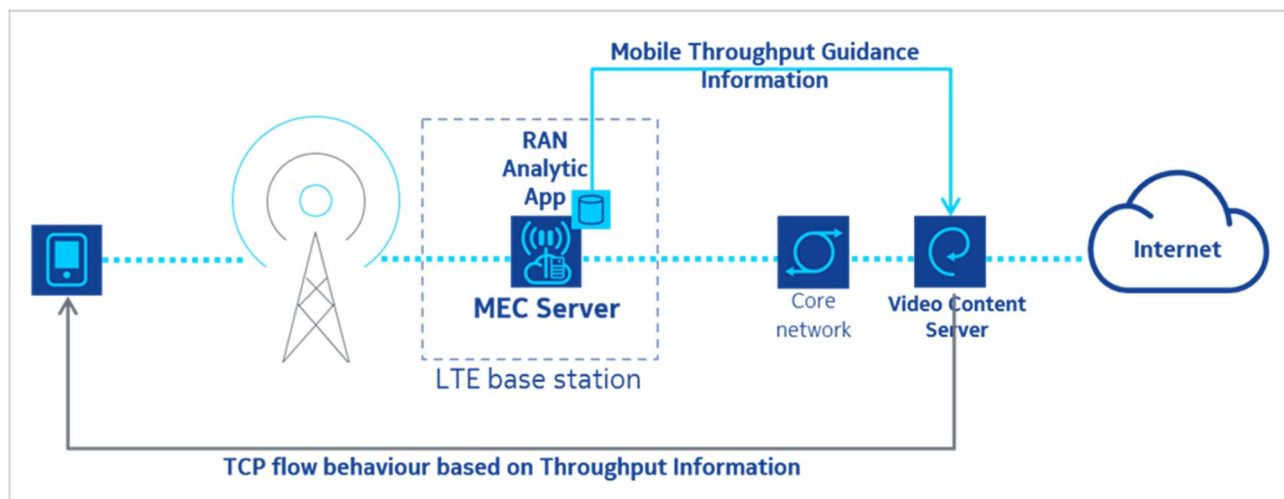 Mobile Throughput Guidance
Information
RAN
Analytic
App
MEC Server
LTE base station
Core
network
Video Content
Server
Internet
TCP flow behaviour based on Throughput Information